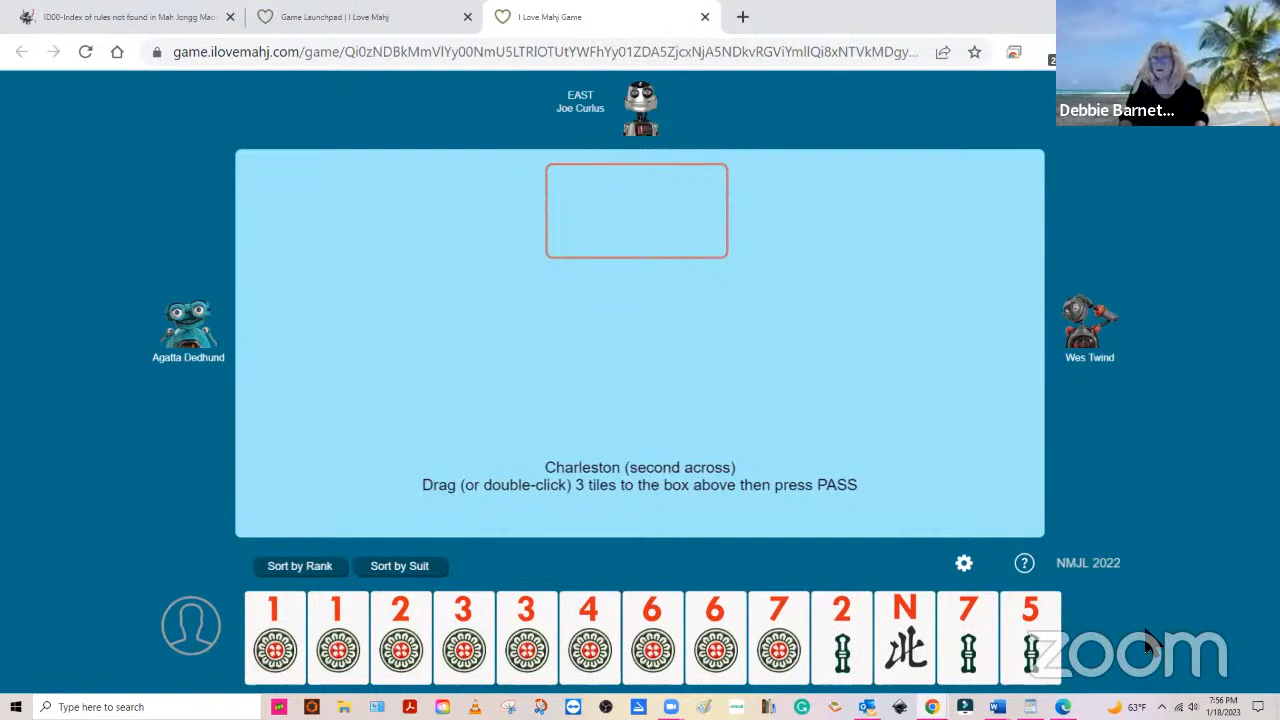 ID00-Index of rules not found in Mah Jongg Mao
Game Launchpad | I Love Mahj
I Love Mahj Game
game.ilovemahj.com/game/Qi0zNDBkMmVlYy00NmU5LTRlOTUtYWFhYy01ZDA5ZjcxNjA5NDkvRGViYmllQi8xNTVkMDgy...
2
Debbie Barnet...
EAST
Joe Curlus
Agatta Dedhund
Wes Twind
Charleston (second across)
Drag (or double-click) 3 tiles to the box above then press PASS
Sort by Rank
Sort by Suit
?
NMJL 2022
1 1 2 3 3 4 6 6 7 2 N 7 5
北
zoom
Type here to search
63°F
7:56 PM
1/18/2023